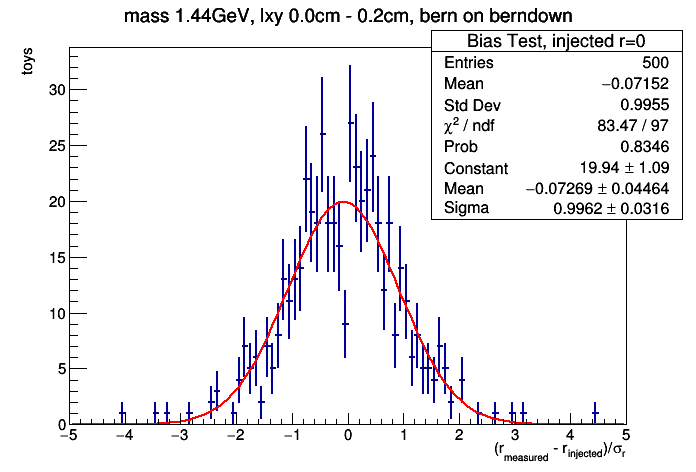 mass 1.44GeV, lxy 0.0cm - 0.2cm, bern on berndown
toys
Bias Test, injected r=0
Entries 500
Mean −0.07152
Std Dev 0.9955
χ² / ndf 83.47 / 97
Prob 0.8346
Constant 19.94 ± 1.09
Mean −0.07269 ± 0.04464
Sigma 0.9962 ± 0.0316
30
25
20
15
10
5
0
−5 −4 −3 −2 −1 0 1 2 3 4 5
(r_measured - r_injected)/σ_r